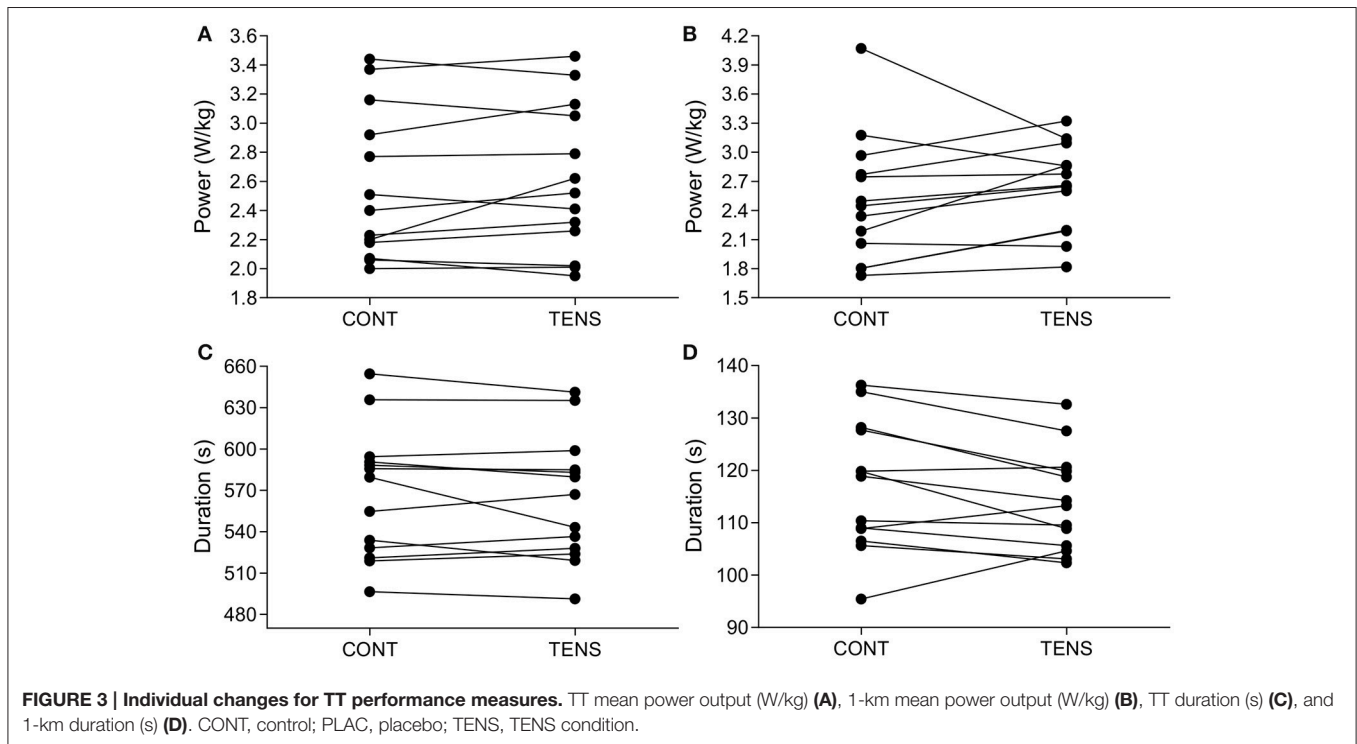 A
Power (W/kg)
3.6
3.4
3.2
3.0
2.8
2.6
2.4
2.2
2.0
1.8
CONT TENS
B
Power (W/kg)
4.2
3.9
3.6
3.3
3.0
2.7
2.4
2.1
1.8
1.5
CONT TENS
C
Duration (s)
660
630
600
570
540
510
480
CONT TENS
D
Duration (s)
140
130
120
110
100
90
CONT TENS
FIGURE 3 | Individual changes for TT performance measures. TT mean power output (W/kg) (A), 1-km mean power output (W/kg) (B), TT duration (s) (C), and
1-km duration (s) (D). CONT, control; PLAC, placebo; TENS, TENS condition.